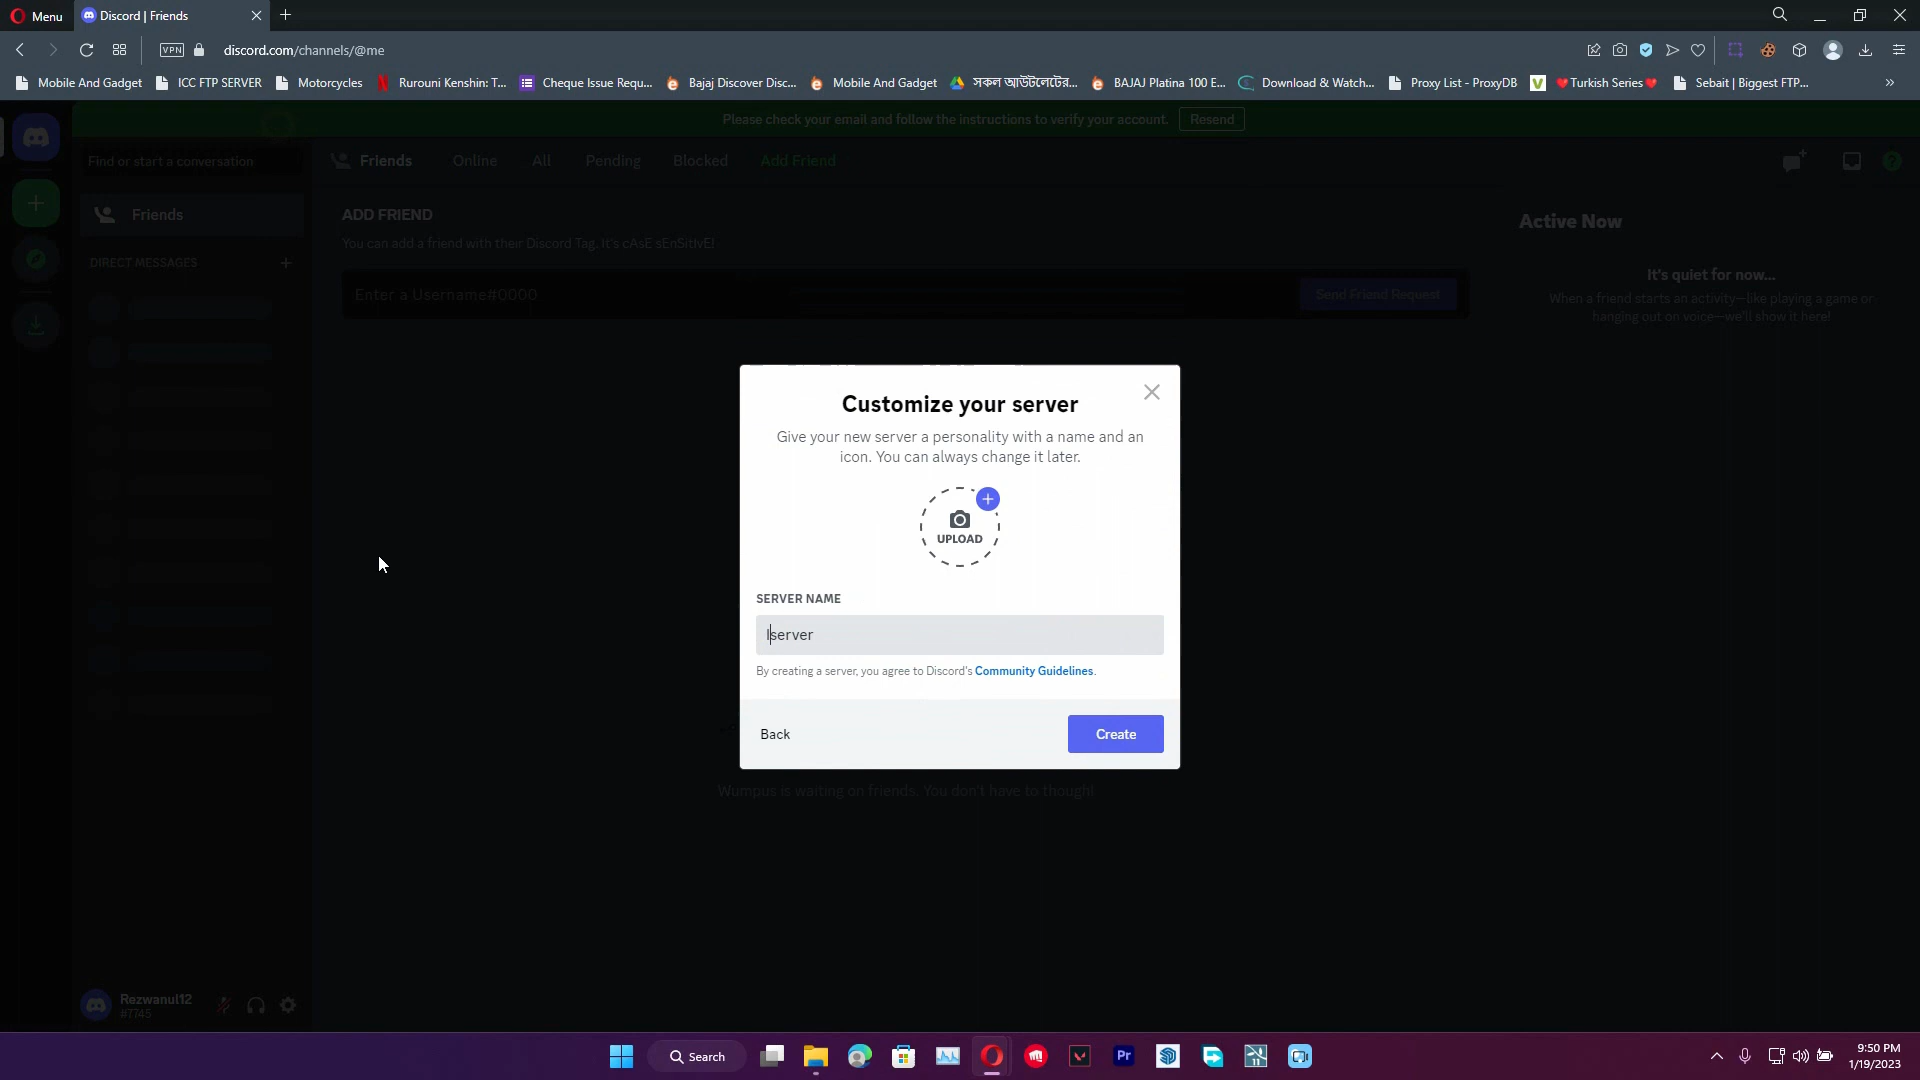 Menu
Discord | Friends
VPN
discord.com/channels/@me
Mobile And Gadget
ICC FTP SERVER
Motorcycles
Rurouni Kenshin: T...
Cheque Issue Requ...
Bajaj Discover Disc...
Mobile And Gadget
সকল আউটলেটের...
BAJAJ Platina 100 E...
Download & Watch...
Proxy List - ProxyDB
❤️Turkish Series❤️
Sebait | Biggest FTP...
Please check your email and follow the instructions to verify your account.
Resend
Find or start a conversation
Friends
Online
All
Pending
Blocked
Add Friend
Friends
DIRECT MESSAGES
ADD FRIEND
You can add a friend with their Discord Tag. It's cAsE sEnSitIvE!
Enter a Username#0000
Send Friend Request
Active Now
It's quiet for now...
When a friend starts an activity—like playing a game or
hanging out on voice—we'll show it here!
Customize your server
Give your new server a personality with a name and an
icon. You can always change it later.
UPLOAD
SERVER NAME
lserver
By creating a server, you agree to Discord's Community Guidelines.
Back
Create
Wumpus is waiting on friends. You don't have to though!
Rezwanul12
#7745
Search
Pr
11
9:50 PM
1/19/2023